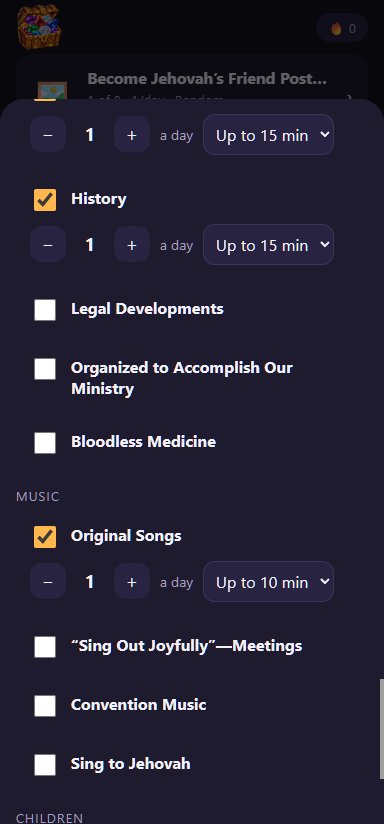 0
Become Jehovah's Friend Post…
− 1 + a day Up to 15 min
History
− 1 + a day Up to 15 min
Legal Developments
Organized to Accomplish Our
Ministry
Bloodless Medicine
MUSIC
Original Songs
− 1 + a day Up to 10 min
“Sing Out Joyfully”—Meetings
Convention Music
Sing to Jehovah
CHILDREN